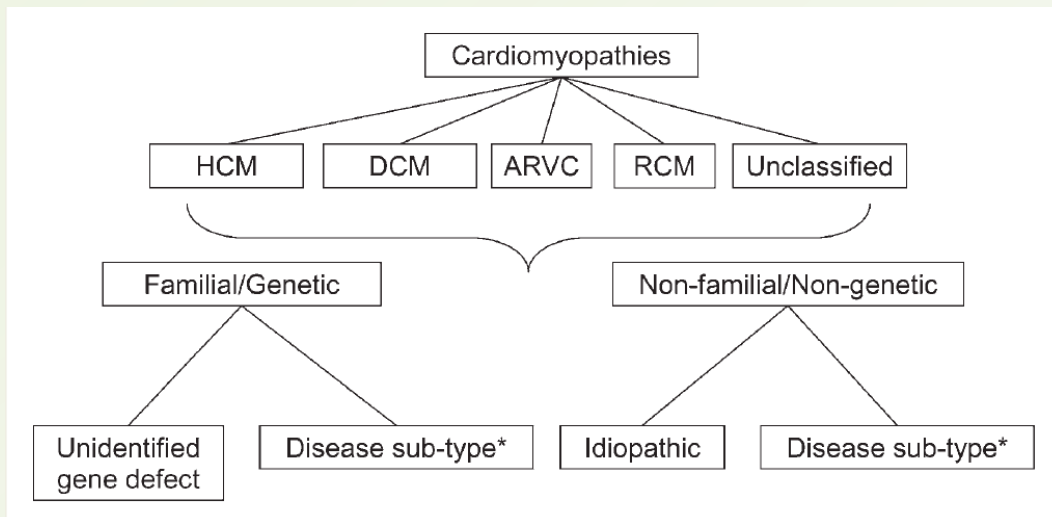 Cardiomyopathies
HCM
DCM
ARVC
RCM
Unclassified
Familial/Genetic
Non-familial/Non-genetic
Unidentified
gene defect
Disease sub-type*
Idiopathic
Disease sub-type*